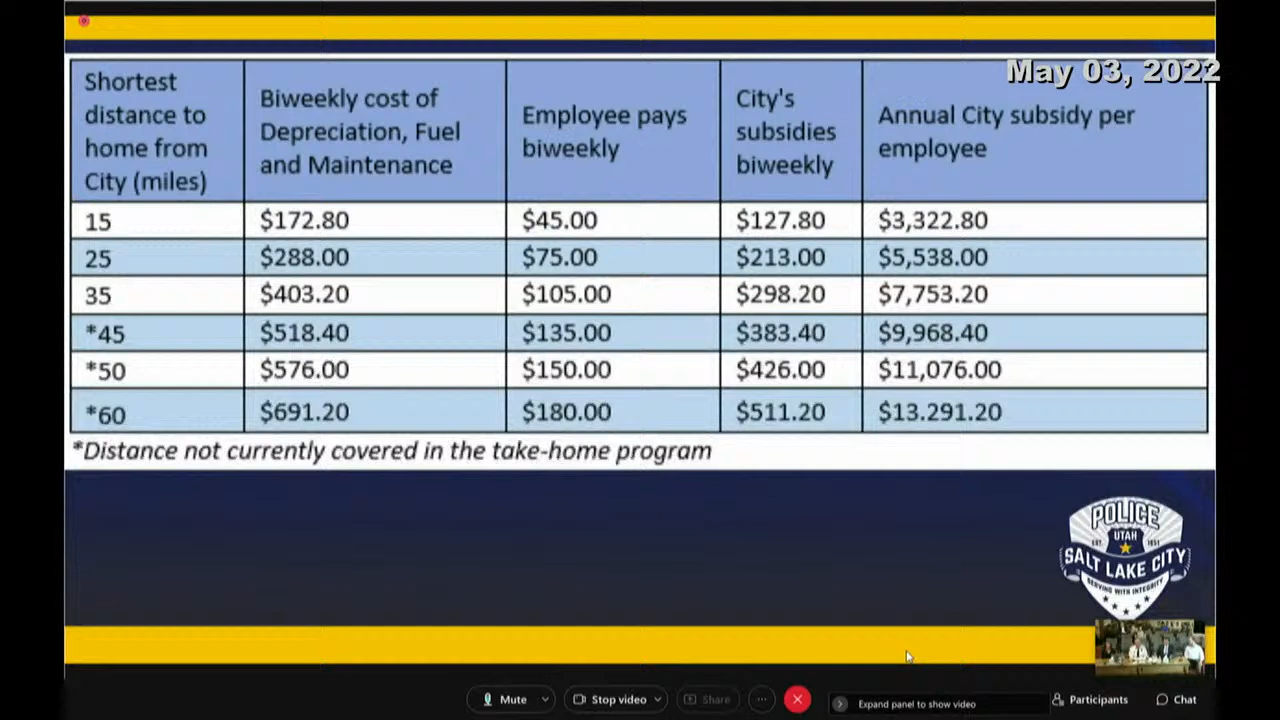 May 03, 2022
Shortest distance to home from City (miles)
Biweekly cost of Depreciation, Fuel and Maintenance
Employee pays biweekly
City's subsidies biweekly
Annual City subsidy per employee
15 $172.80 $45.00 $127.80 $3,322.80
25 $288.00 $75.00 $213.00 $5,538.00
35 $403.20 $105.00 $298.20 $7,753.20
*45 $518.40 $135.00 $383.40 $9,968.40
*50 $576.00 $150.00 $426.00 $11,076.00
*60 $691.20 $180.00 $511.20 $13.291.20
*Distance not currently covered in the take-home program
POLICE
UTAH
EST. 1851
SALT LAKE CITY
SERVING WITH INTEGRITY
Mute
Stop video
Share
Expand panel to show video
Participants
Chat